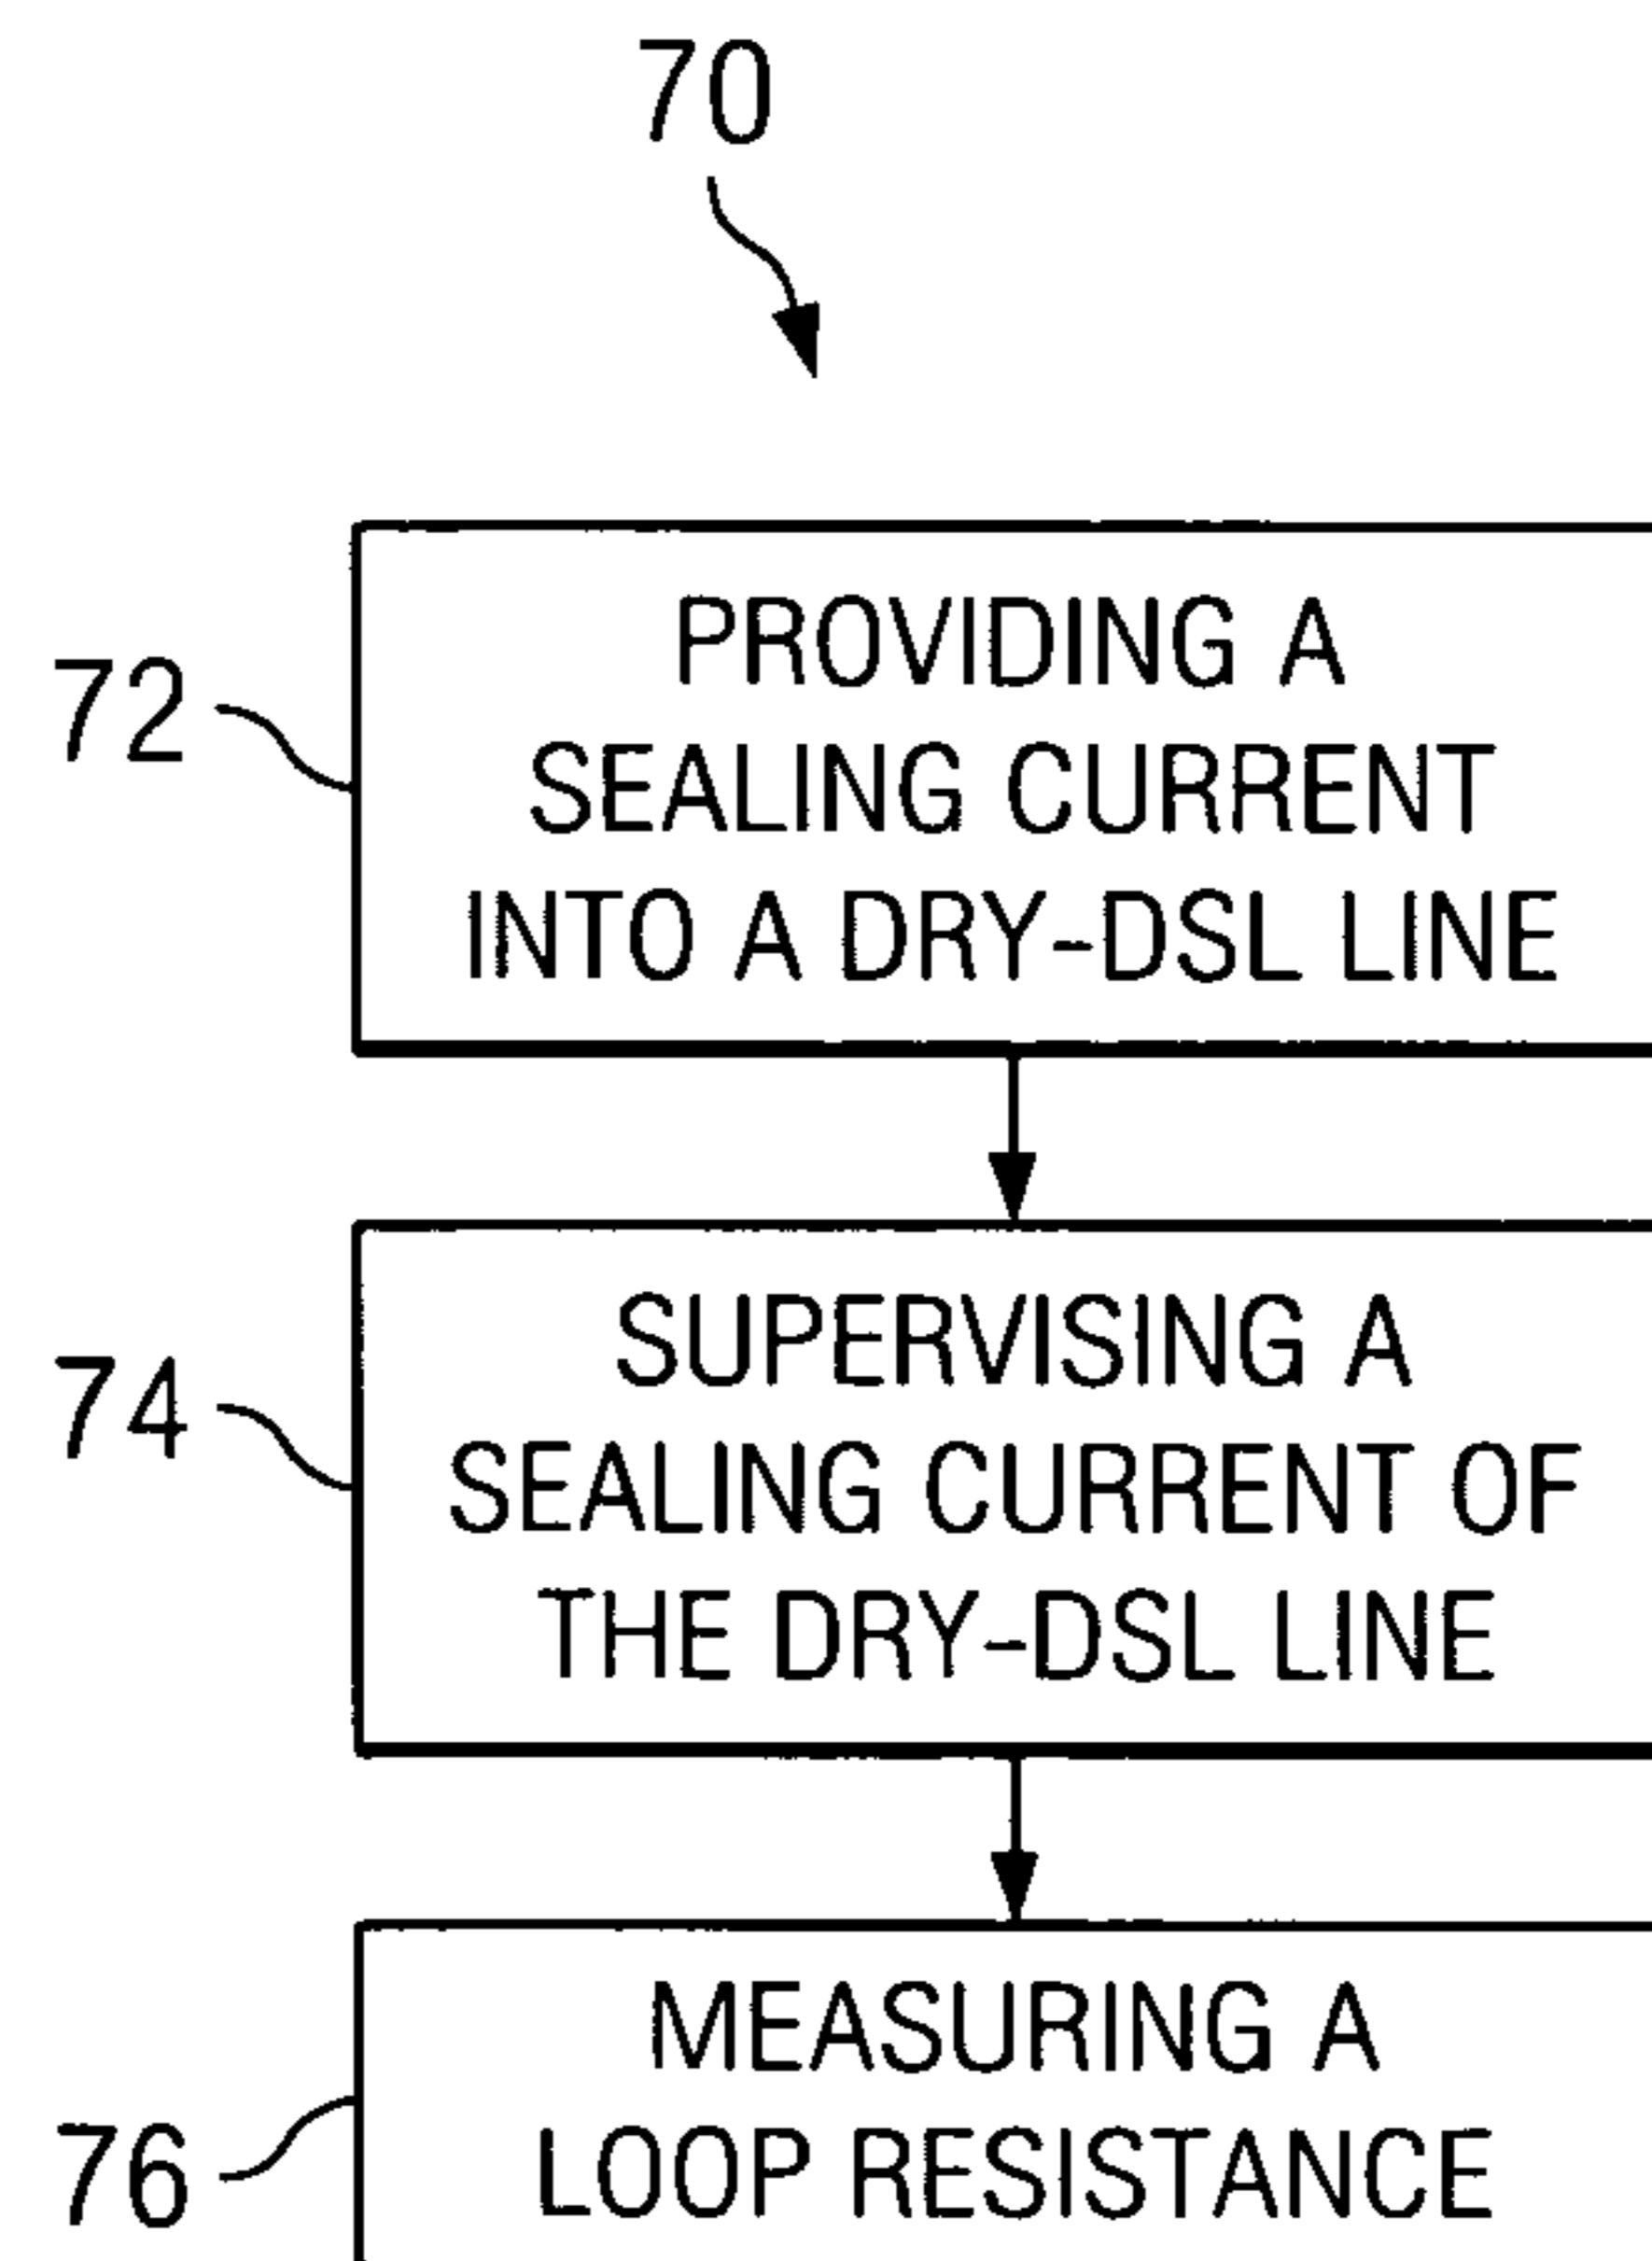 70
72
PROVIDING A
SEALING CURRENT
INTO A DRY-DSL LINE
74
SUPERVISING A
SEALING CURRENT OF
THE DRY-DSL LINE
76
MEASURING A
LOOP RESISTANCE